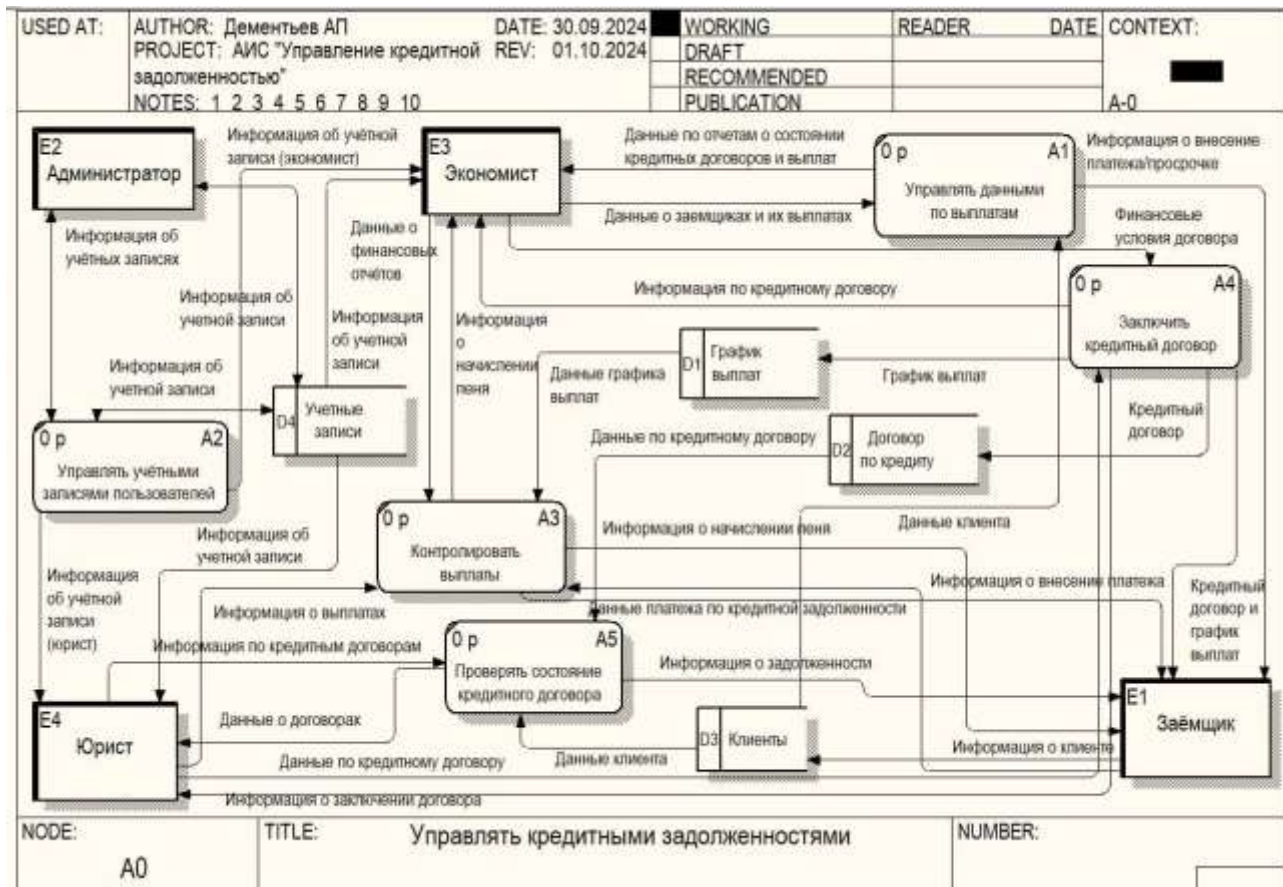 USED AT:
AUTHOR: Дементьев АП
DATE: 30.09.2024
PROJECT: АИС "Управление кредитной
задолженностью"
REV: 01.10.2024
NOTES: 1 2 3 4 5 6 7 8 9 10
WORKING
DRAFT
RECOMMENDED
PUBLICATION
READER
DATE
CONTEXT:
A-0
E2
Администратор
Информация об учётной
записи (экономист)
E3
Экономист
Данные по отчетам о состоянии
кредитных договоров и выплат
0 р
A1
Управлять данными
по выплатам
Информация о внесение
платежа/просрочке
Информация об
учётных записях
Данные о
финансовых
отчётов
Данные о заемщиках и их выплатах
Финансовые
условия договора
Информация об
учетной записи
Информация
об учетной
записи
Информация
о
начислении
пеня
Информация по кредитному договору
0 р
A4
Заключить
кредитный договор
Информация об
учетной записи
D1
График
выплат
Данные графика
выплат
График выплат
D4
Учетные
записи
0 р
A2
Управлять учётными
записями пользователей
Данные по кредитному договору
D2
Договор
по кредиту
Кредитный
договор
0 р
A3
Контролировать
выплаты
Информация о начислении пеня
Данные клиента
Информация об
учетной записи
Информация
об учётной
записи
(юрист)
Информация о выплатах
Данные платежа по кредитной задолженности
Информация о внесение платежа
Кредитный
договор и
график
выплат
Информация по кредитным договорам
0 р
A5
Проверять состояние
кредитного договора
Информация о задолженности
E4
Юрист
Данные о договорах
D3
Клиенты
E1
Заёмщик
Данные по кредитному договору
Данные клиента
Информация о клиенте
Информация о заключении договора
NODE:
A0
TITLE:
Управлять кредитными задолженностями
NUMBER: